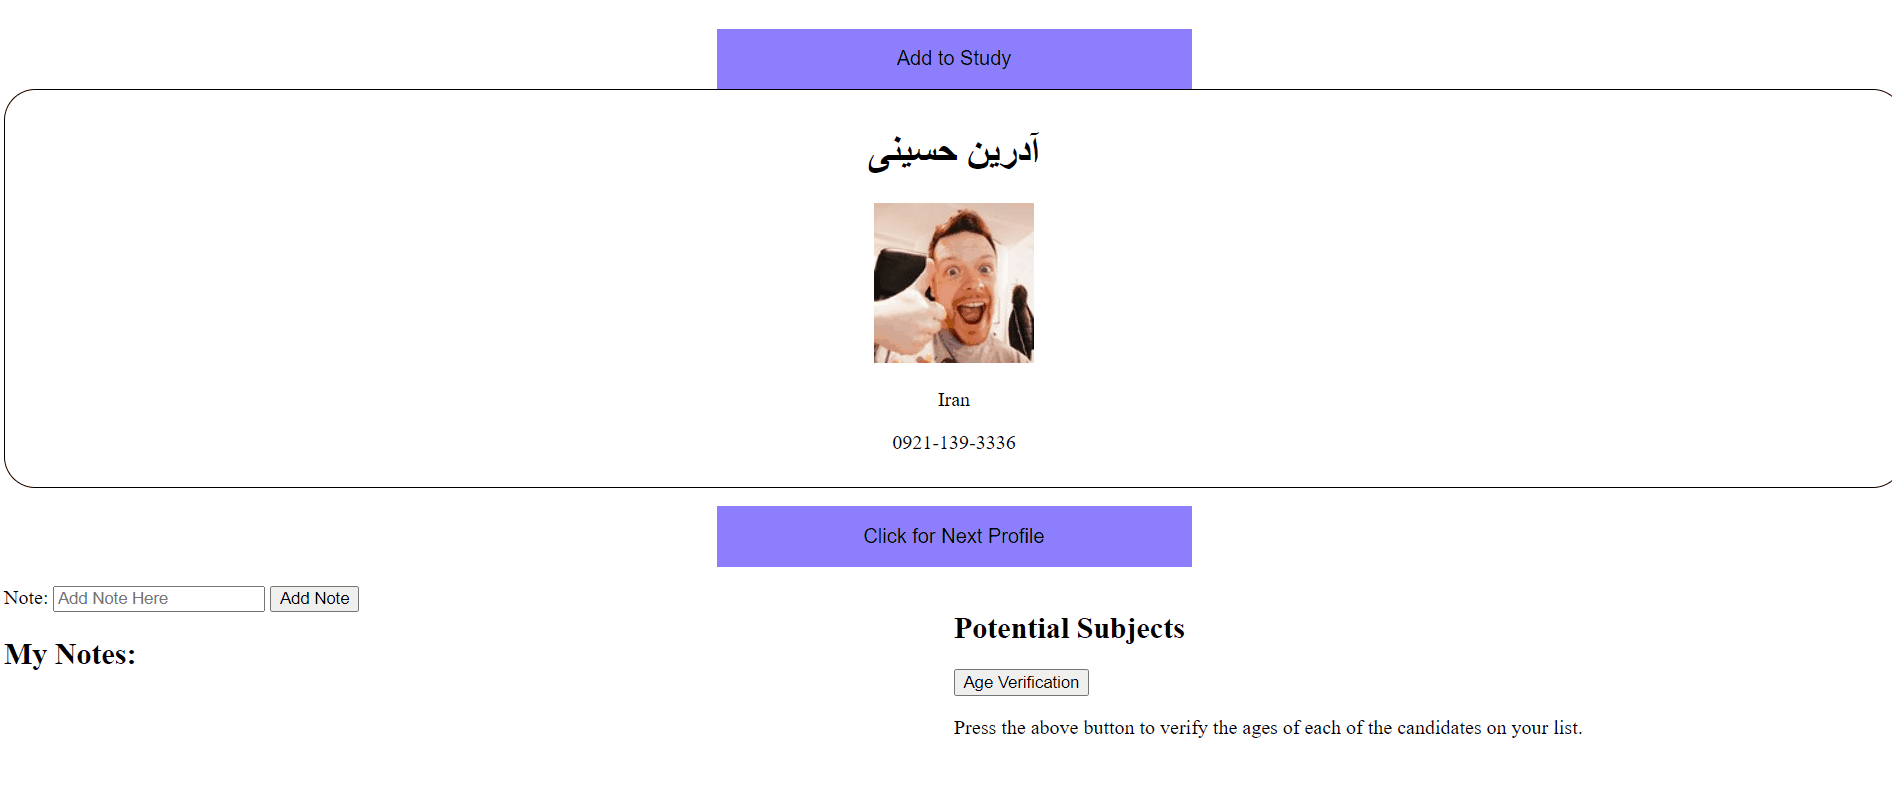 Add to Study
آدرین حسینی
Iran
0921-139-3336
Click for Next Profile
Note: Add Note Here Add Note
My Notes:
Potential Subjects
Age Verification
Press the above button to verify the ages of each of the candidates on your list.